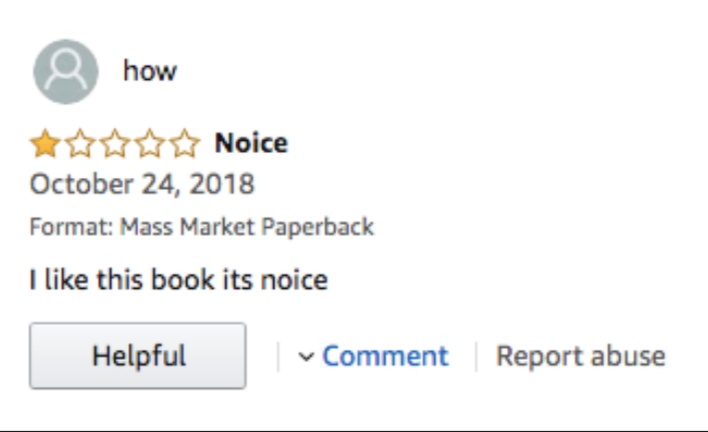 how
Noice
October 24, 2018
Format: Mass Market Paperback
I like this book its noice
Helpful Comment Report abuse